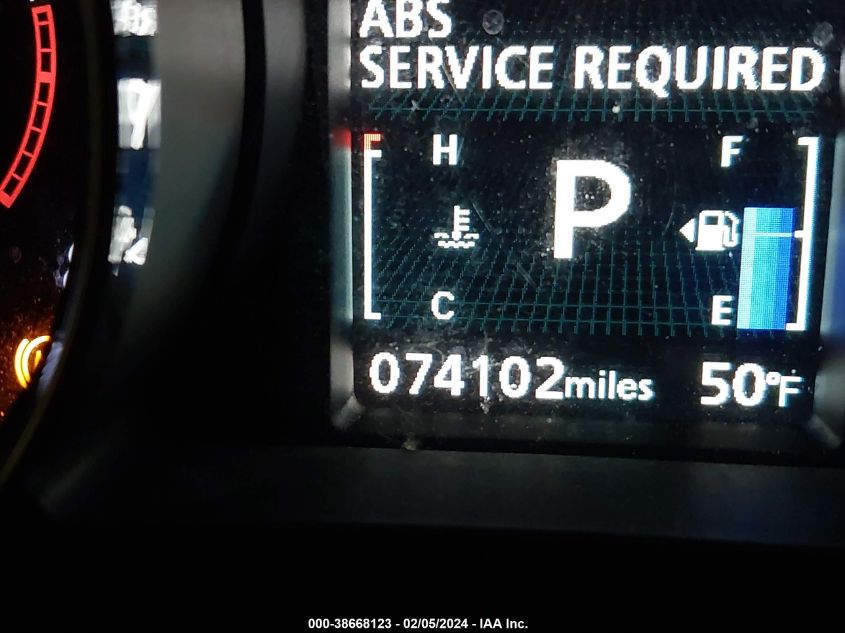 ABS
SERVICE REQUIRED
H
P
F
C
E
074102miles
50°F
000-38668123 - 02/05/2024 - IAA Inc.